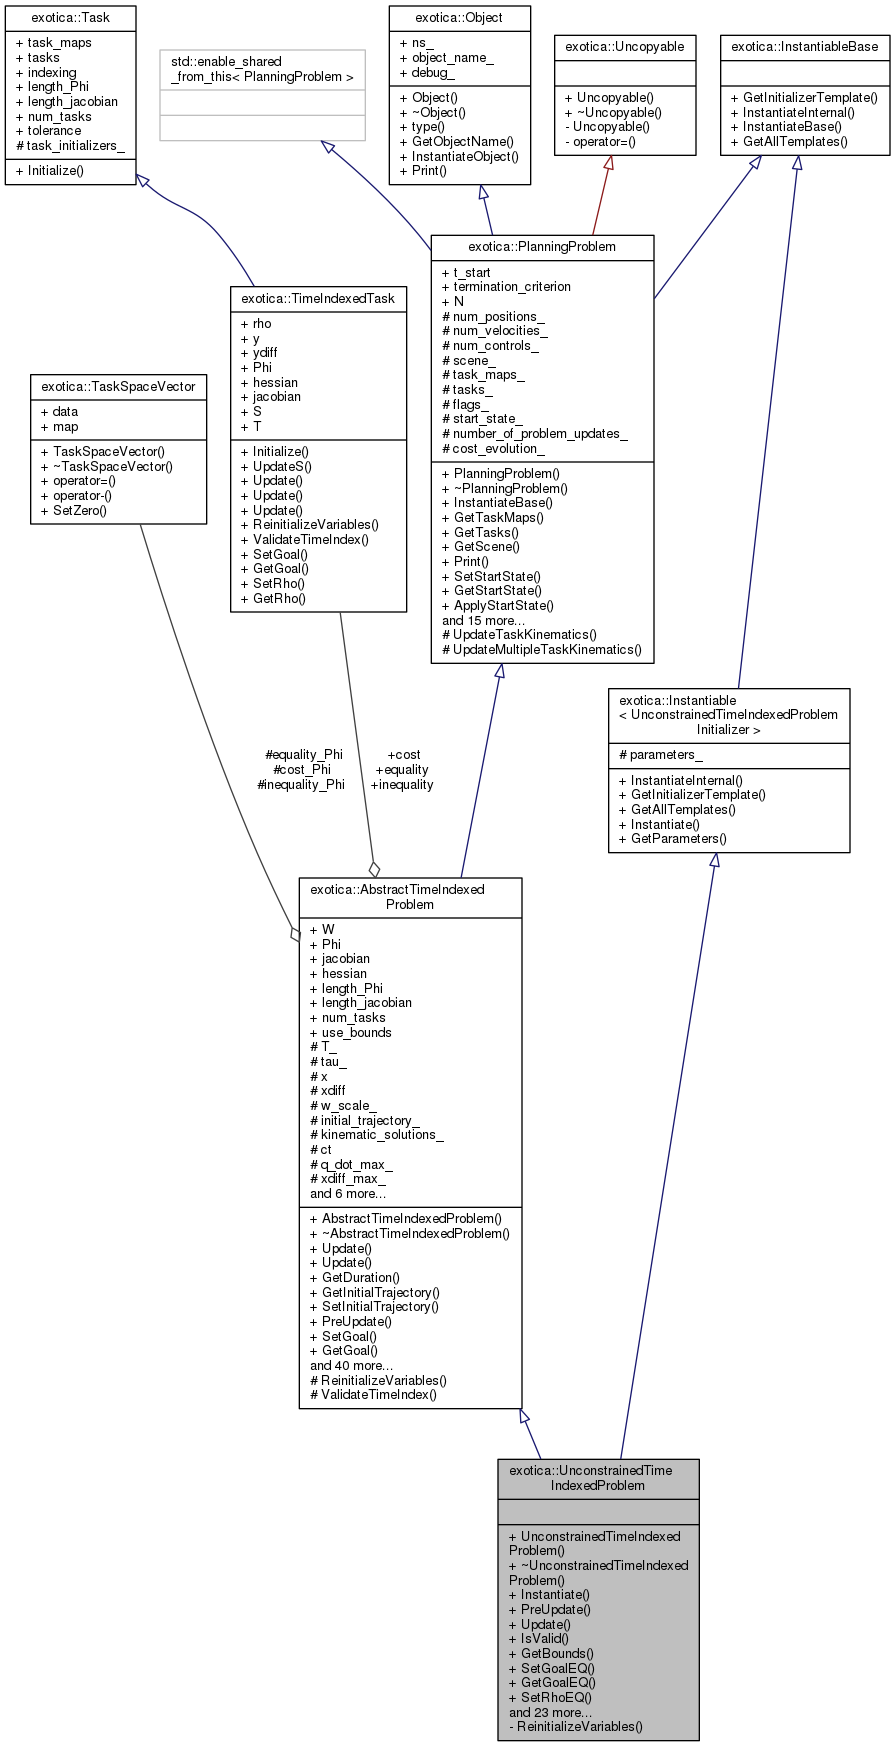 exotica::Task
+ task_maps
+ tasks
+ indexing
+ length_Phi
+ length_jacobian
+ num_tasks
+ tolerance
# task_initializers_
+ Initialize()
std::enable_shared
_from_this< PlanningProblem >
exotica::Object
+ ns_
+ object_name_
+ debug_
+ Object()
+ ~Object()
+ type()
+ GetObjectName()
+ InstantiateObject()
+ Print()
exotica::Uncopyable
+ Uncopyable()
+ ~Uncopyable()
- Uncopyable()
- operator=()
exotica::InstantiableBase
+ GetInitializerTemplate()
+ InstantiateInternal()
+ InstantiateBase()
+ GetAllTemplates()
exotica::PlanningProblem
+ t_start
+ termination_criterion
+ N
# num_positions_
# num_velocities_
# num_controls_
# scene_
# task_maps_
# tasks_
# flags_
# start_state_
# number_of_problem_updates_
# cost_evolution_
+ PlanningProblem()
+ ~PlanningProblem()
+ InstantiateBase()
+ GetTaskMaps()
+ GetTasks()
+ GetScene()
+ Print()
+ SetStartState()
+ GetStartState()
+ ApplyStartState()
and 15 more...
# UpdateTaskKinematics()
# UpdateMultipleTaskKinematics()
exotica::TimeIndexedTask
+ rho
+ y
+ ydiff
+ Phi
+ hessian
+ jacobian
+ S
+ T
+ Initialize()
+ UpdateS()
+ Update()
+ Update()
+ Update()
+ ReinitializeVariables()
+ ValidateTimeIndex()
+ SetGoal()
+ GetGoal()
+ SetRho()
+ GetRho()
exotica::TaskSpaceVector
+ data
+ map
+ TaskSpaceVector()
+ ~TaskSpaceVector()
+ operator=()
+ operator-()
+ SetZero()
exotica::Instantiable
< UnconstrainedTimeIndexedProblem
Initializer >
# parameters_
+ InstantiateInternal()
+ GetInitializerTemplate()
+ GetAllTemplates()
+ Instantiate()
+ GetParameters()
#equality_Phi
#cost_Phi
#inequality_Phi
+cost
+equality
+inequality
exotica::AbstractTimeIndexed
Problem
+ W
+ Phi
+ jacobian
+ hessian
+ length_Phi
+ length_jacobian
+ num_tasks
+ use_bounds
# T_
# tau_
# x
# xdiff
# w_scale_
# initial_trajectory_
# kinematic_solutions_
# ct
# q_dot_max_
# xdiff_max_
and 6 more...
+ AbstractTimeIndexedProblem()
+ ~AbstractTimeIndexedProblem()
+ Update()
+ Update()
+ GetDuration()
+ GetInitialTrajectory()
+ SetInitialTrajectory()
+ PreUpdate()
+ SetGoal()
+ GetGoal()
and 40 more...
# ReinitializeVariables()
# ValidateTimeIndex()
exotica::UnconstrainedTime
IndexedProblem
+ UnconstrainedTimeIndexed
Problem()
+ ~UnconstrainedTimeIndexed
Problem()
+ Instantiate()
+ PreUpdate()
+ Update()
+ IsValid()
+ GetBounds()
+ SetGoalEQ()
+ GetGoalEQ()
+ SetRhoEQ()
and 23 more...
- ReinitializeVariables()